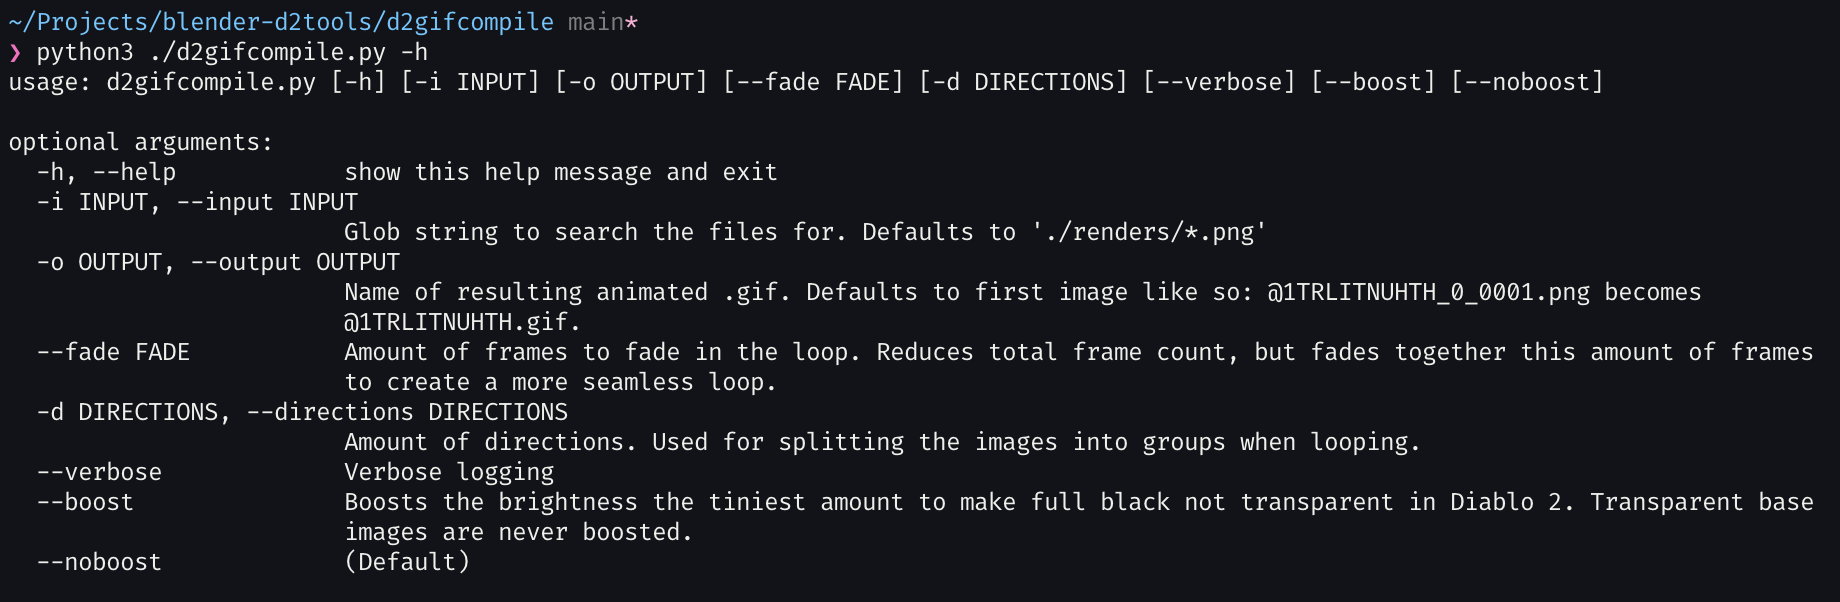 ~/Projects/blender-d2tools/d2gifcompile main*
❯ python3 ./d2gifcompile.py -h
usage: d2gifcompile.py [-h] [-i INPUT] [-o OUTPUT] [--fade FADE] [-d DIRECTIONS] [--verbose] [--boost] [--noboost]

optional arguments:
  -h, --help            show this help message and exit
  -i INPUT, --input INPUT
                        Glob string to search the files for. Defaults to './renders/*.png'
  -o OUTPUT, --output OUTPUT
                        Name of resulting animated .gif. Defaults to first image like so: @1TRLITNUHTH_0_0001.png becomes
                        @1TRLITNUHTH.gif.
  --fade FADE           Amount of frames to fade in the loop. Reduces total frame count, but fades together this amount of frames
                        to create a more seamless loop.
  -d DIRECTIONS, --directions DIRECTIONS
                        Amount of directions. Used for splitting the images into groups when looping.
  --verbose             Verbose logging
  --boost               Boosts the brightness the tiniest amount to make full black not transparent in Diablo 2. Transparent base
                        images are never boosted.
  --noboost             (Default)